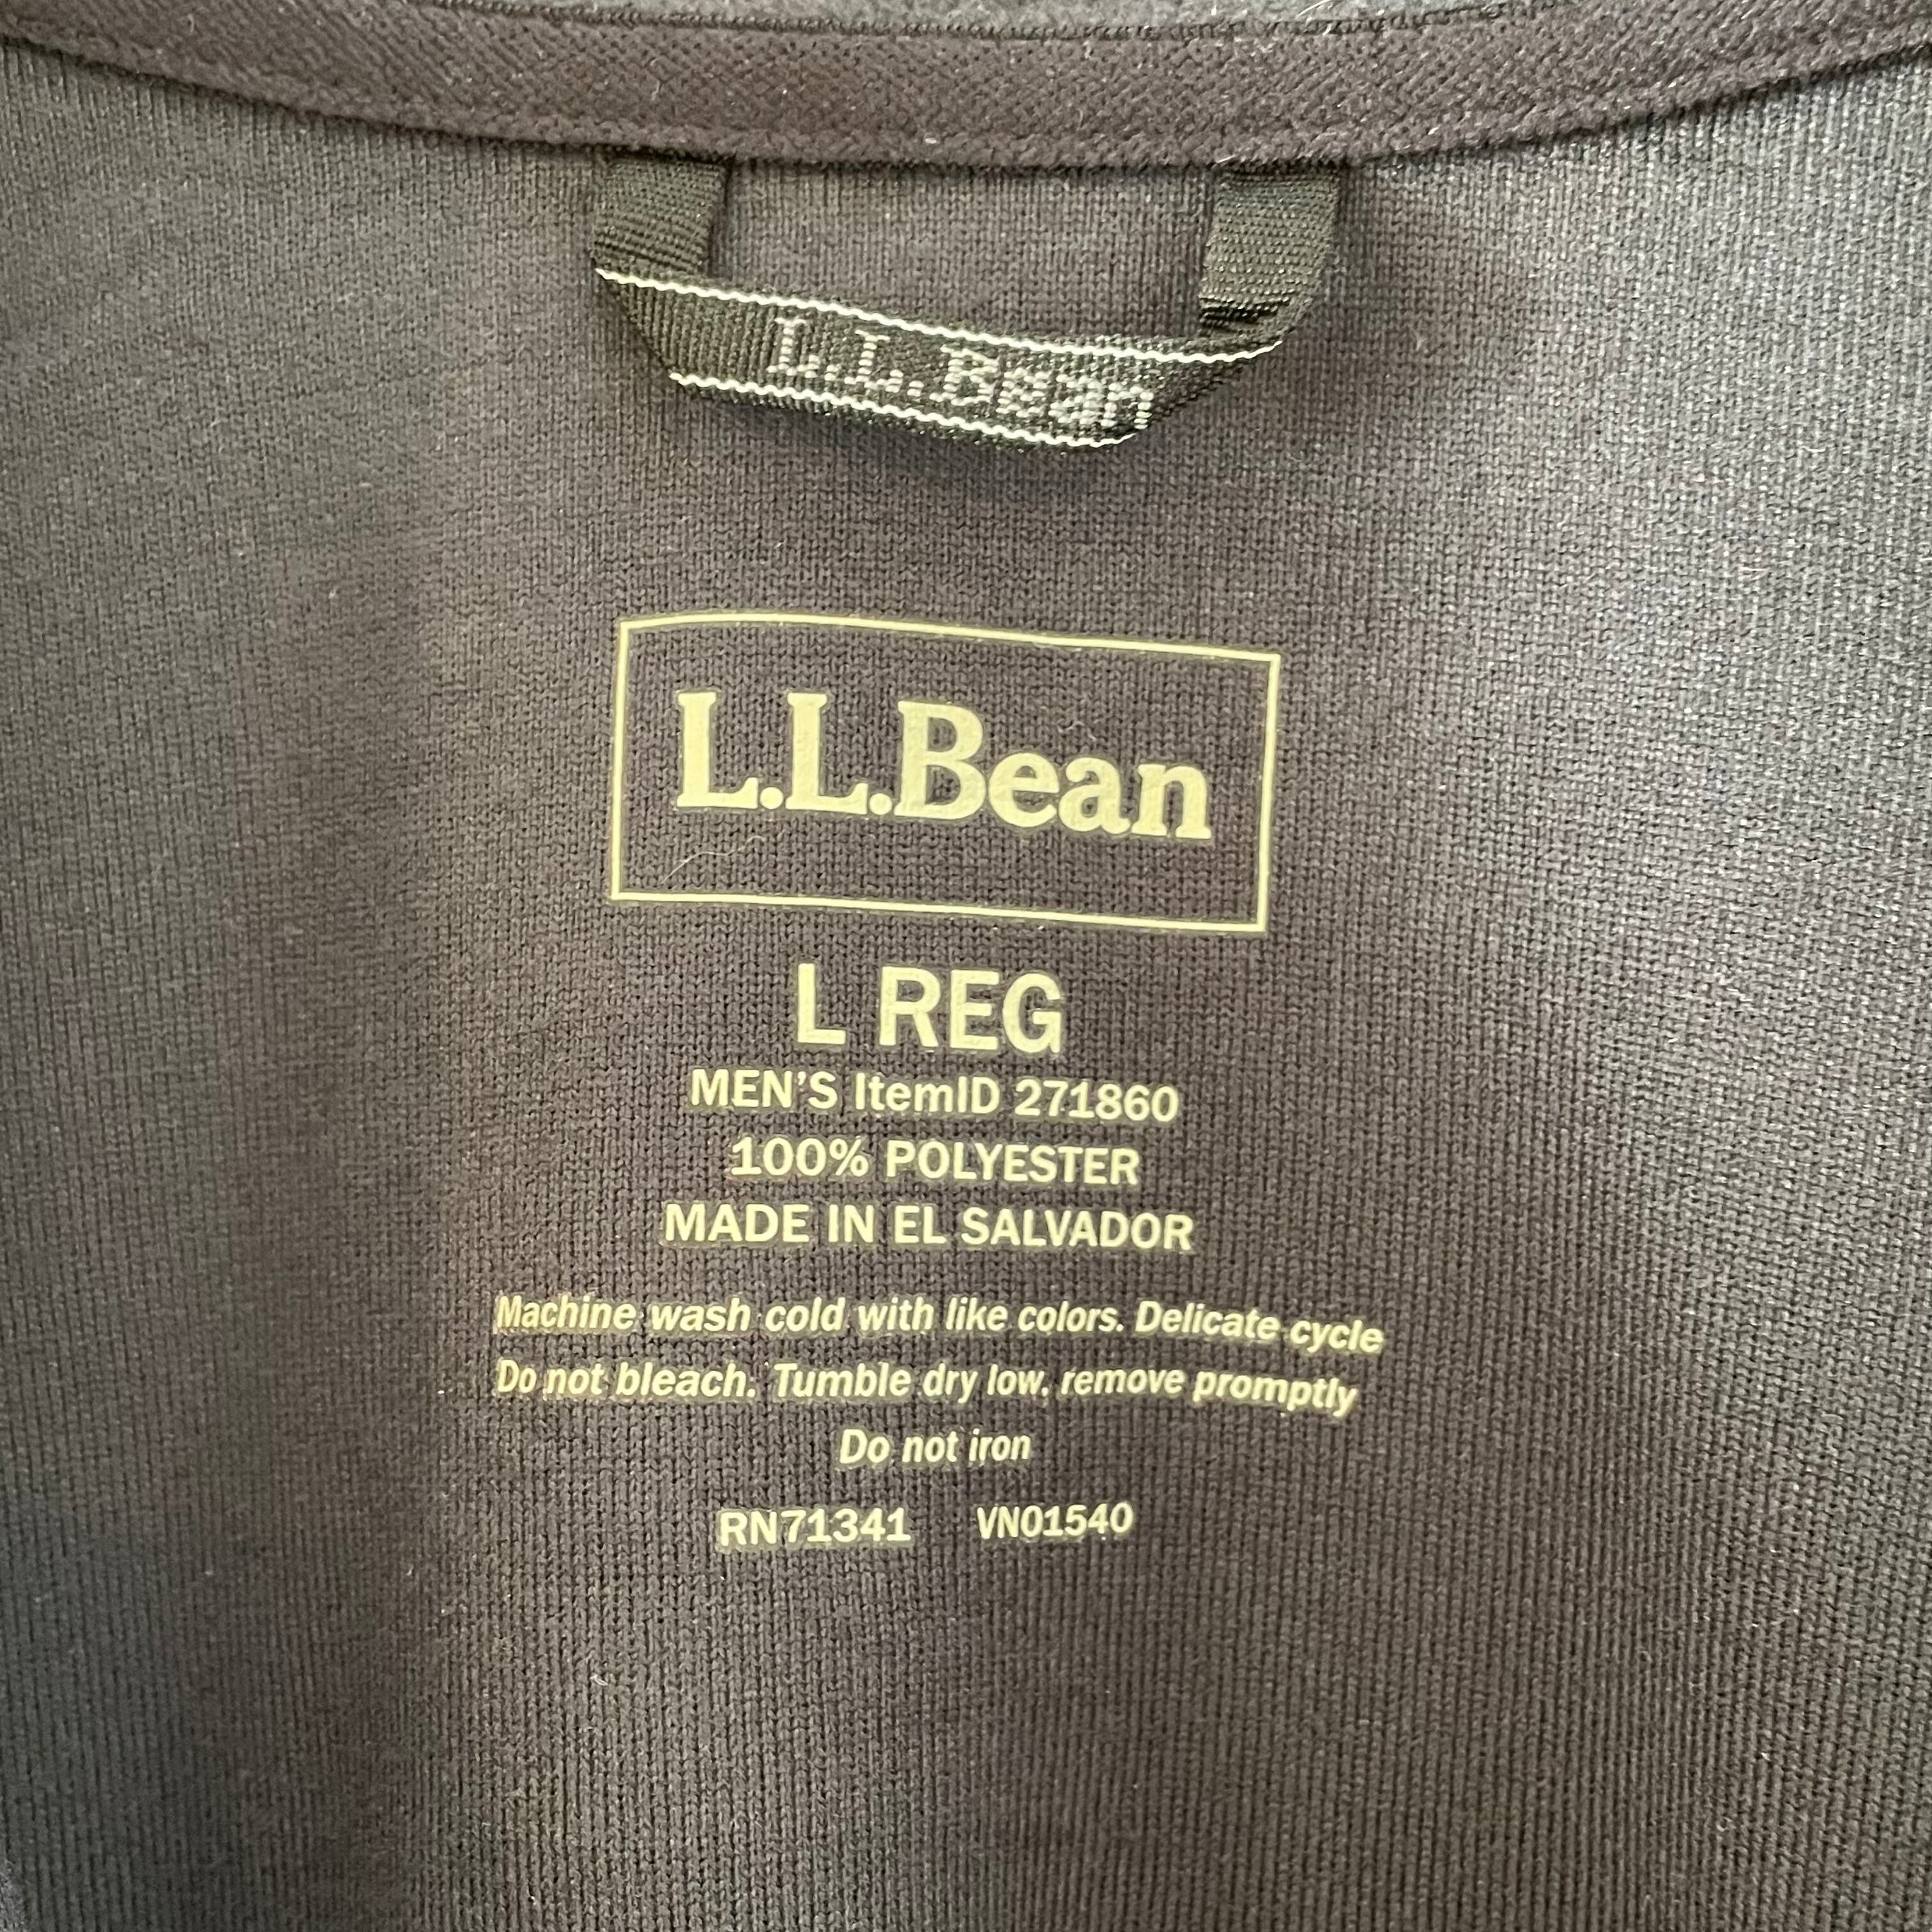 L.L.Bean
L.L.Bean
L REG
MEN'S ItemID 271860
100% POLYESTER
MADE IN EL SALVADOR
Machine wash cold with like colors. Delicate cycle
Do not bleach. Tumble dry low, remove promptly
Do not iron
RN71341 VN01540